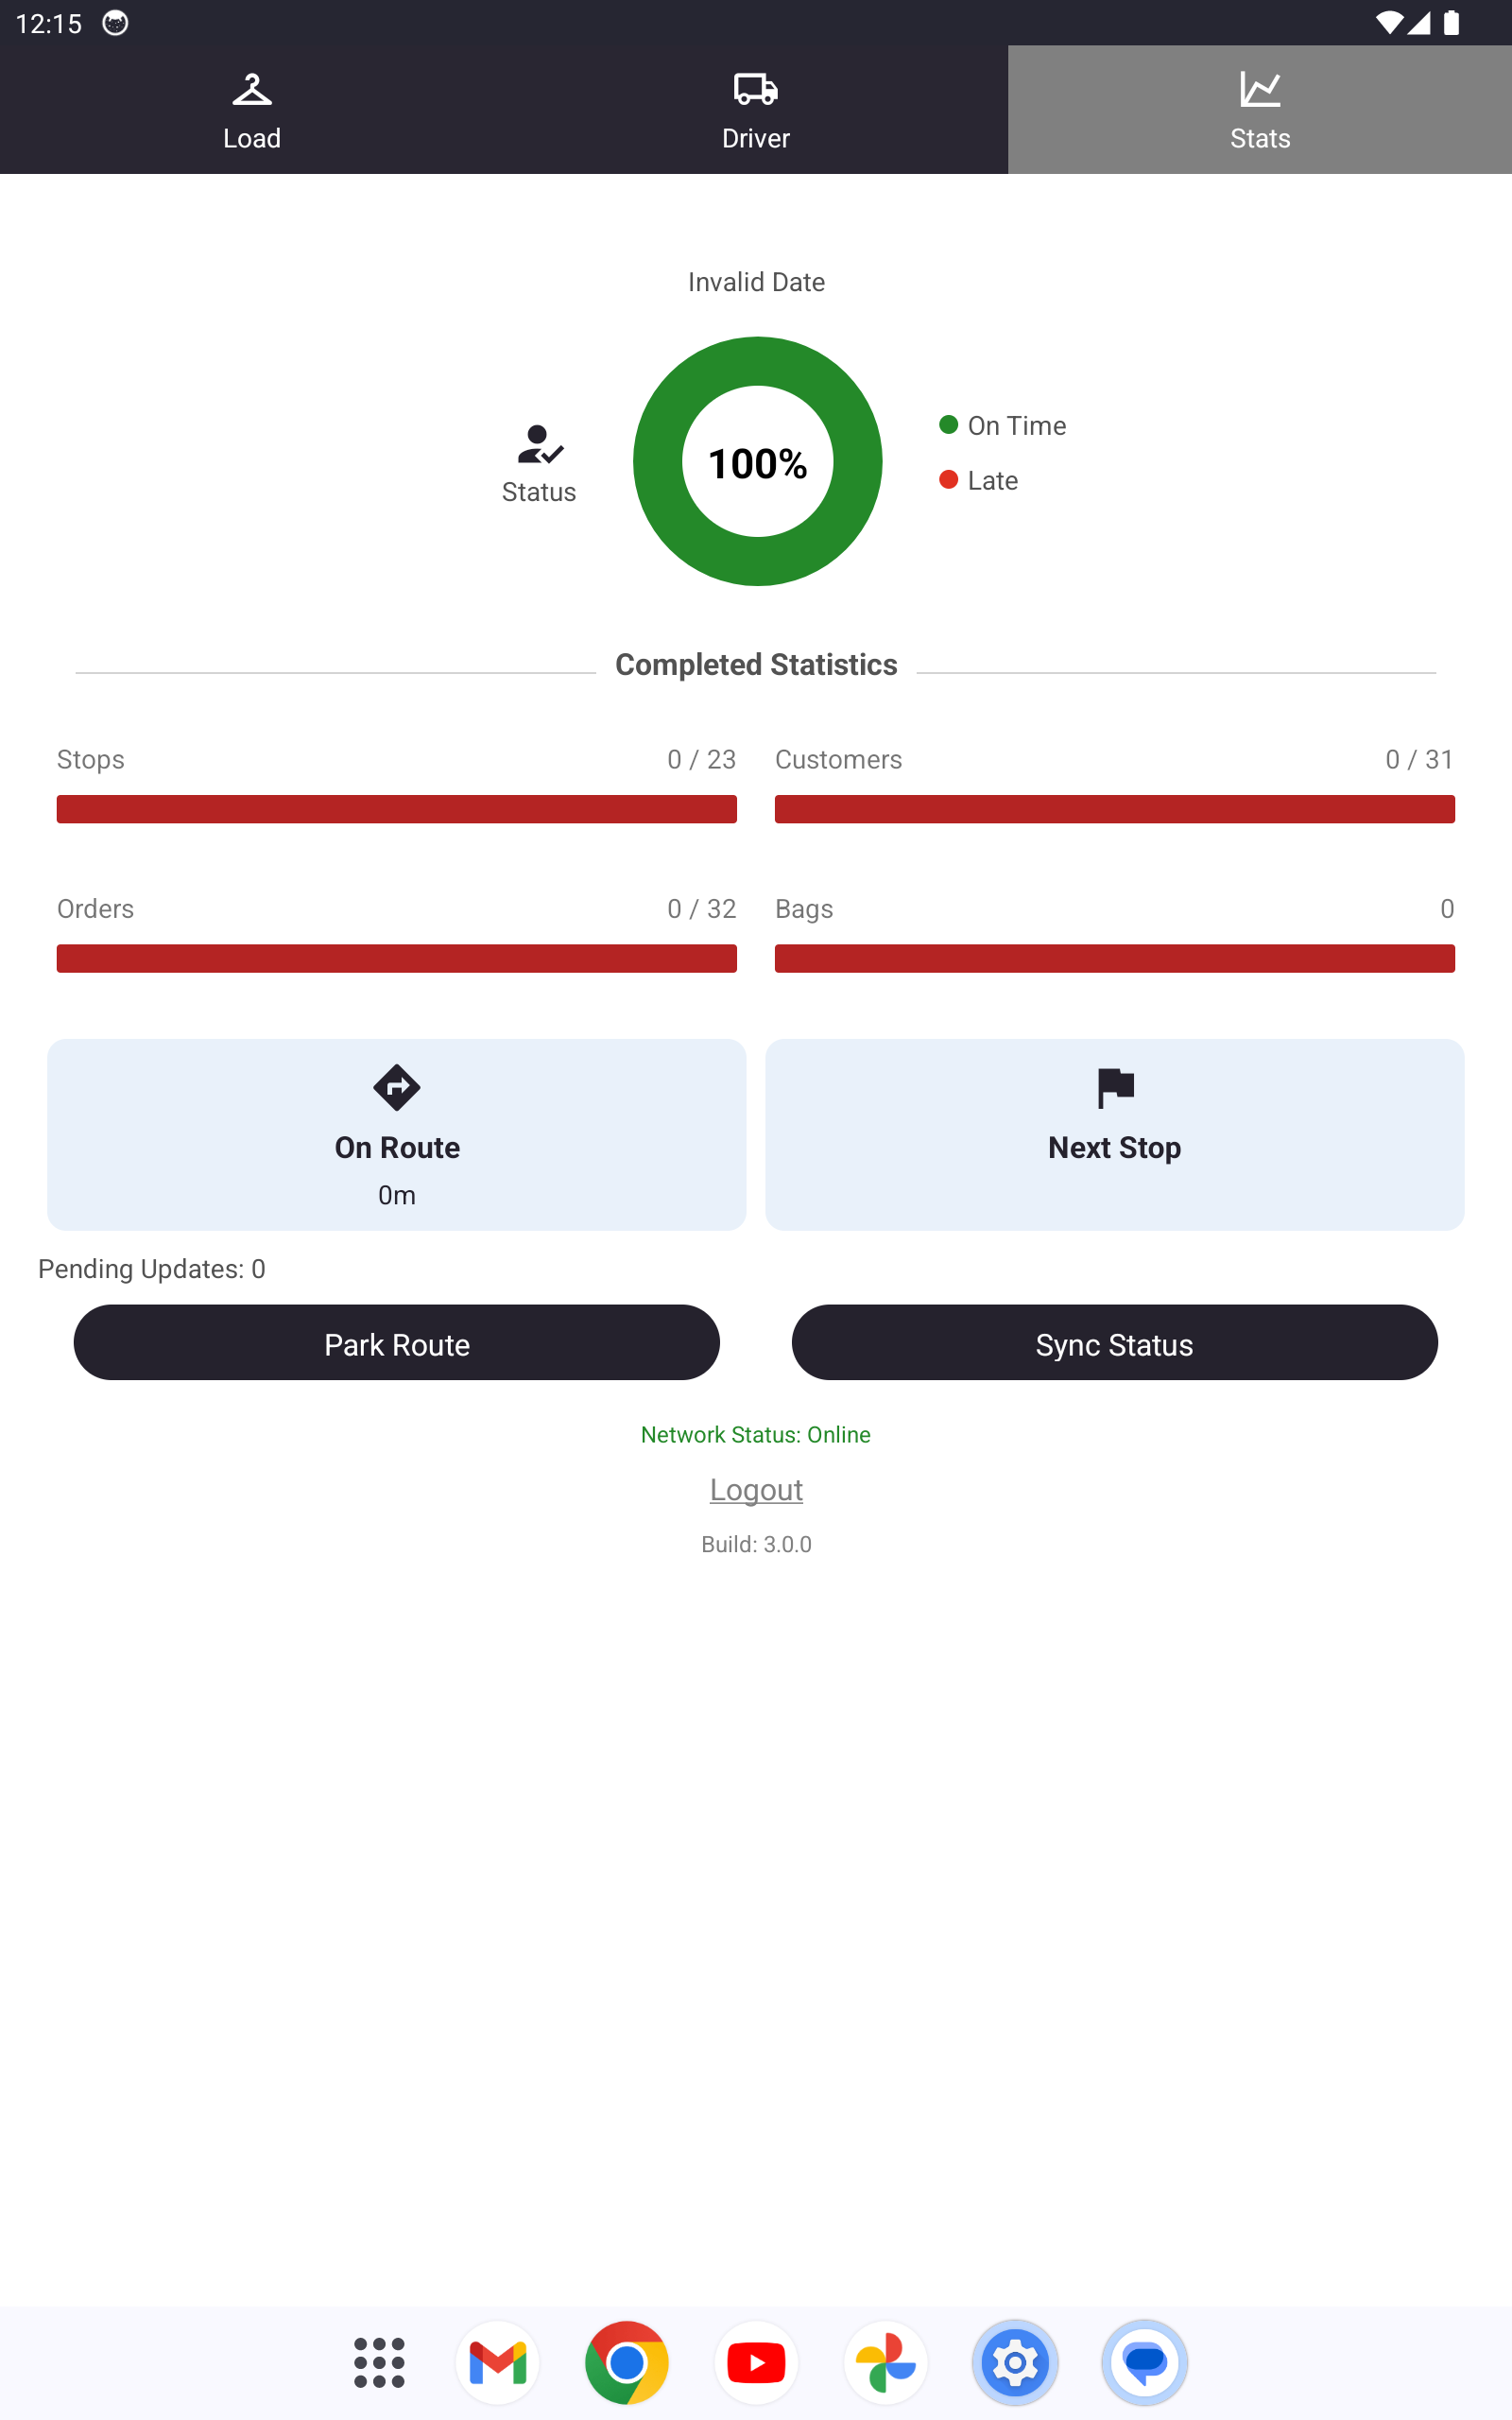 12:15
Load
Driver
Stats
Invalid Date
Status
100%
On Time
Late
Completed Statistics
Stops 0 / 23
Customers 0 / 31
Orders 0 / 32
Bags 0
On Route
0m
Next Stop
Pending Updates: 0
Park Route
Sync Status
Network Status: Online
Logout
Build: 3.0.0